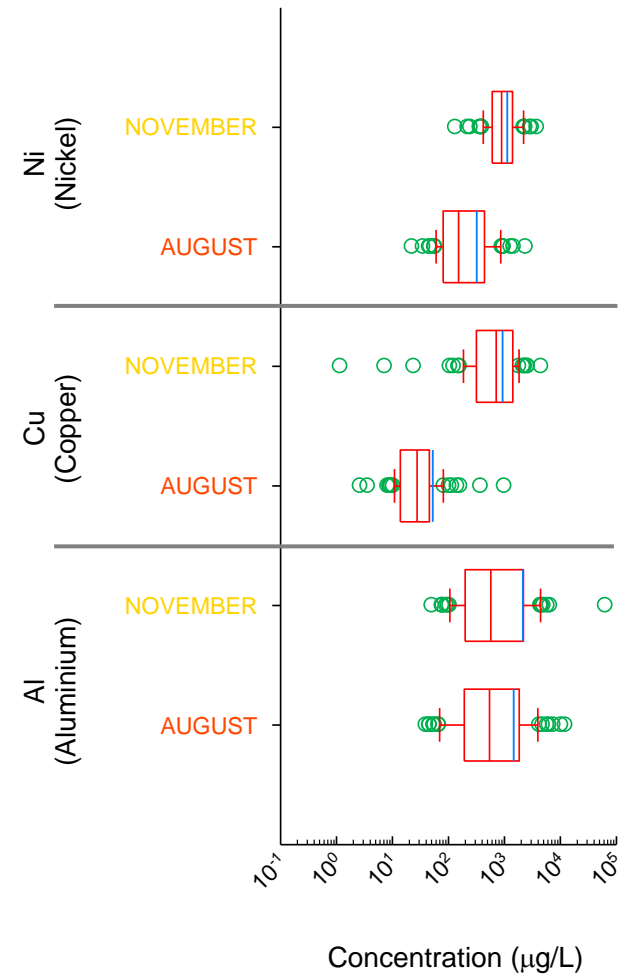 Ni
(Nickel)
NOVEMBER
AUGUST
Cu
(Copper)
NOVEMBER
AUGUST
Al
(Aluminium)
NOVEMBER
AUGUST
10⁻¹ 10⁰ 10¹ 10² 10³ 10⁴ 10⁵
Concentration (μg/L)